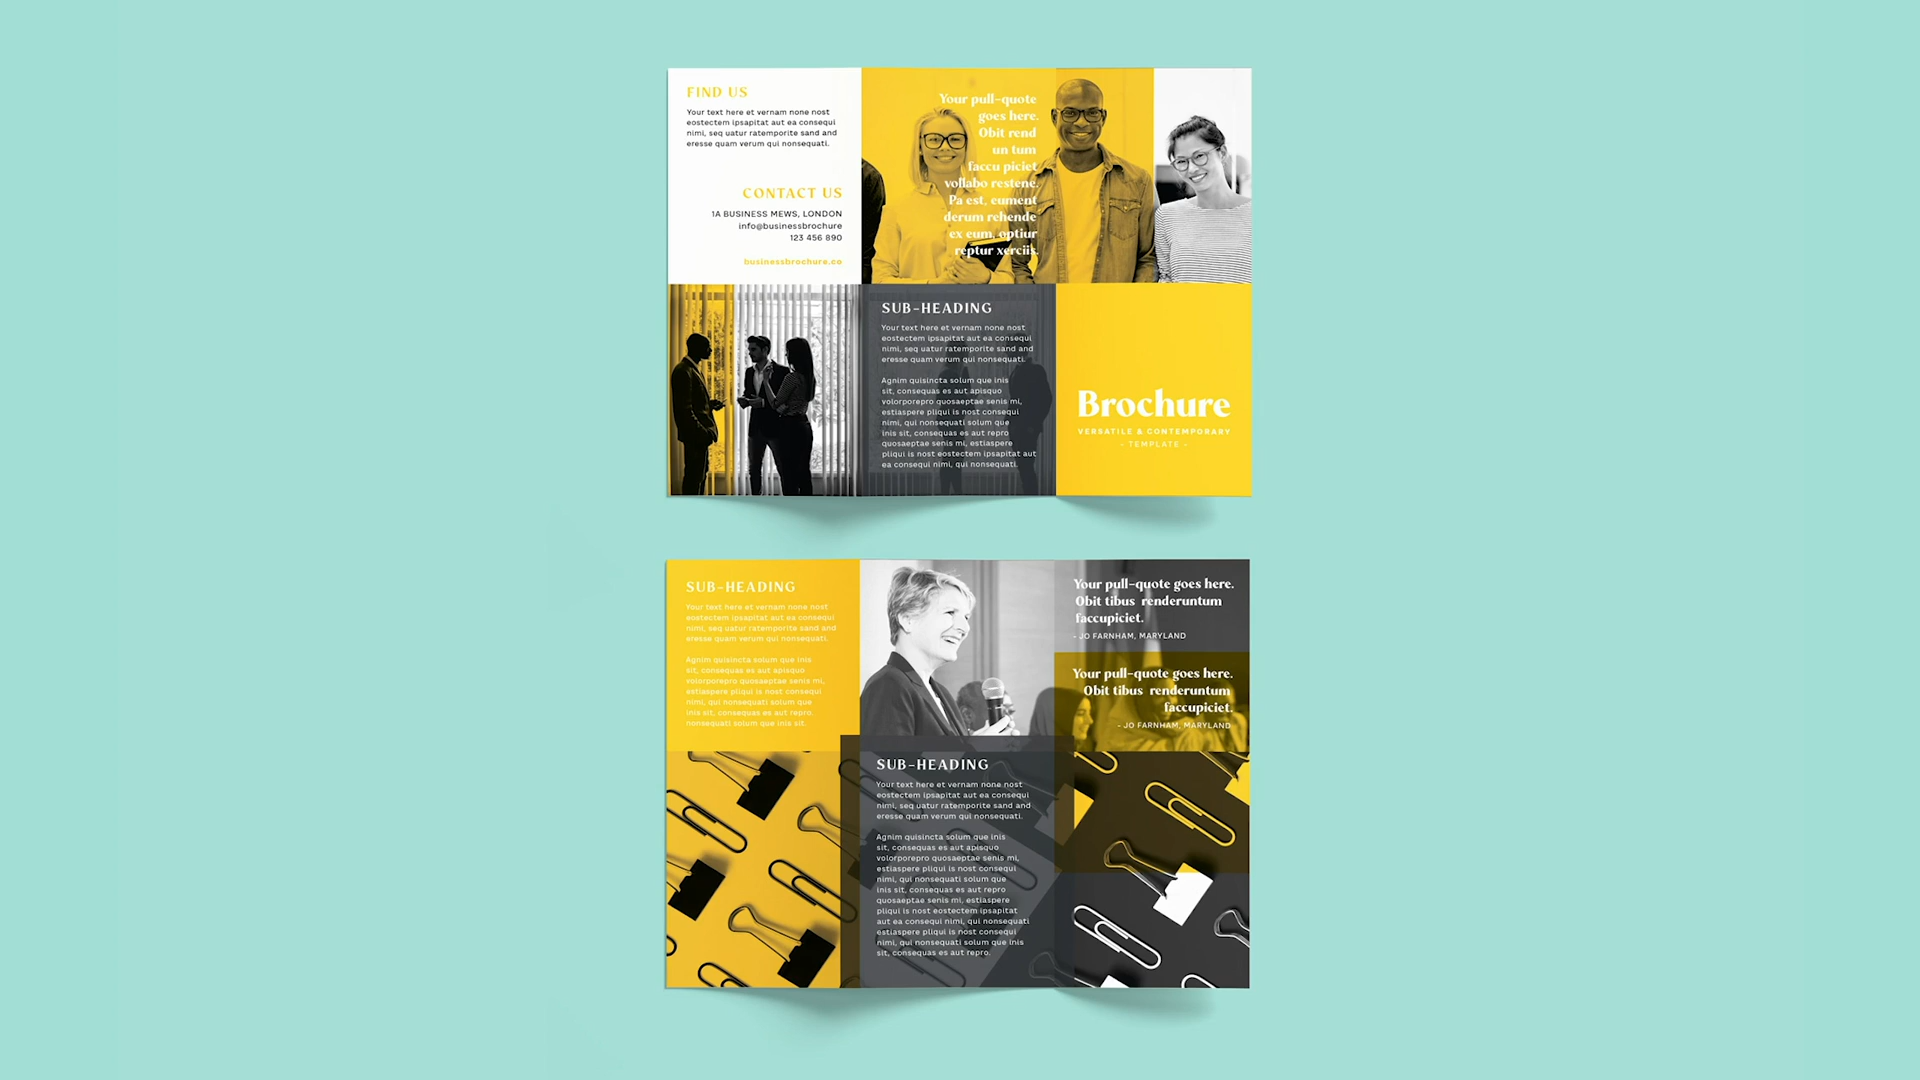 FIND US
Your text here et vernam none nost
eostectem ipsapitat aut ea consequi
nimi, seq uatur ratemporite sand and
eresse quam verum qui nonsequati.
CONTACT US
1A BUSINESS MEWS, LONDON
info@businessbrochure
123 456 890
businessbrochure.co
Your pull-quote
goes here.
Obit rend
un tum
faccu piciet
vollabo restene.
Pa est, eument
derum rehende
ex eum, optiur
reptur xerciis.
SUB-HEADING
Your text here et vernam none nost
eostectem ipsapitat aut ea consequi
nimi, seq uatur ratemporite sand and
eresse quam verum qui nonsequati.
Agnim quisincta solum que inis
sit, consequas es aut apisquo
volorporepro quosaeptae senis mi,
estiaspere pliqui is nost consequi
nimi, qui nonsequati solum que
inis sit, consequas es aut repro
quosaeptae senis mi, estiaspere
pliqui is nost eostectem ipsapitat aut
ea consequi nimi, qui nonsequati.
Brochure
VERSATILE & CONTEMPORARY
- TEMPLATE -
SUB-HEADING
Your text here et vernam none nost
eostectem ipsapitat aut ea consequi
nimi, seq uatur ratemporite sand and
eresse quam verum qui nonsequati.
Agnim quisincta solum que inis
sit, consequas es aut apisquo
volorporepro quosaeptae senis mi,
estiaspere pliqui is nost consequi
nimi, qui nonsequati solum que
inis sit, consequas es aut repro.
nonsequati solum que inis sit.
Your pull-quote goes here.
Obit tibus renderuntum
faccupiciet.
- JO FARNHAM, MARYLAND
Your pull-quote goes here.
Obit tibus renderuntum
faccupiciet.
- JO FARNHAM, MARYLAND
SUB-HEADING
Your text here et vernam none nost
eostectem ipsapitat aut ea consequi
nimi, seq uatur ratemporite sand and
eresse quam verum qui nonsequati.
Agnim quisincta solum que inis
sit, consequas es aut apisquo
volorporepro quosaeptae senis mi,
estiaspere pliqui is nost consequi
nimi, qui nonsequati solum que
inis sit, consequas es aut repro
quosaeptae senis mi, estiaspere
pliqui is nost eostectem ipsapitat
aut ea consequi nimi, qui nonsequati
estiaspere pliqui is nost consequi
nimi, qui nonsequati solum que inis
sit, consequas es aut repro.